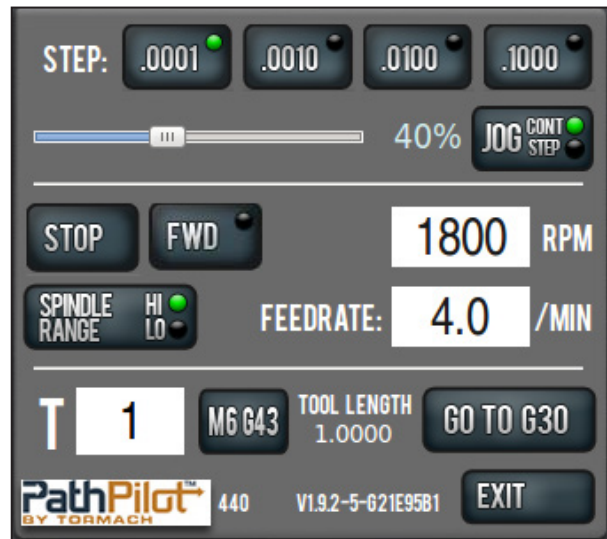 STEP: .0001 .0010 .0100 .1000
40% JOG CONT STEP
STOP FWD 1800 RPM
SPINDLE RANGE HI LO FEEDRATE: 4.0 /MIN
T 1 M6 G43 TOOL LENGTH 1.0000 GO TO G30
PathPilot™ BY TORMACH 440 V1.9.2-5-G21E95B1 EXIT